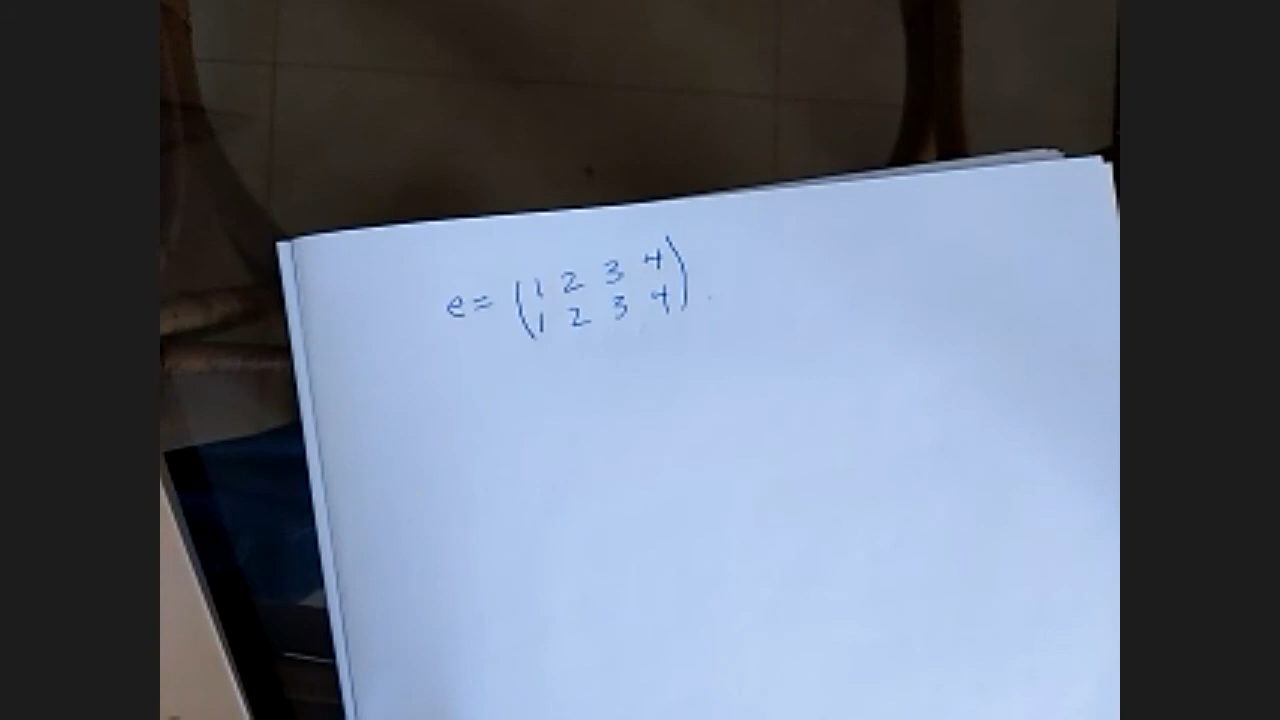 e = (1 2 3 4)
(1 2 3 4)